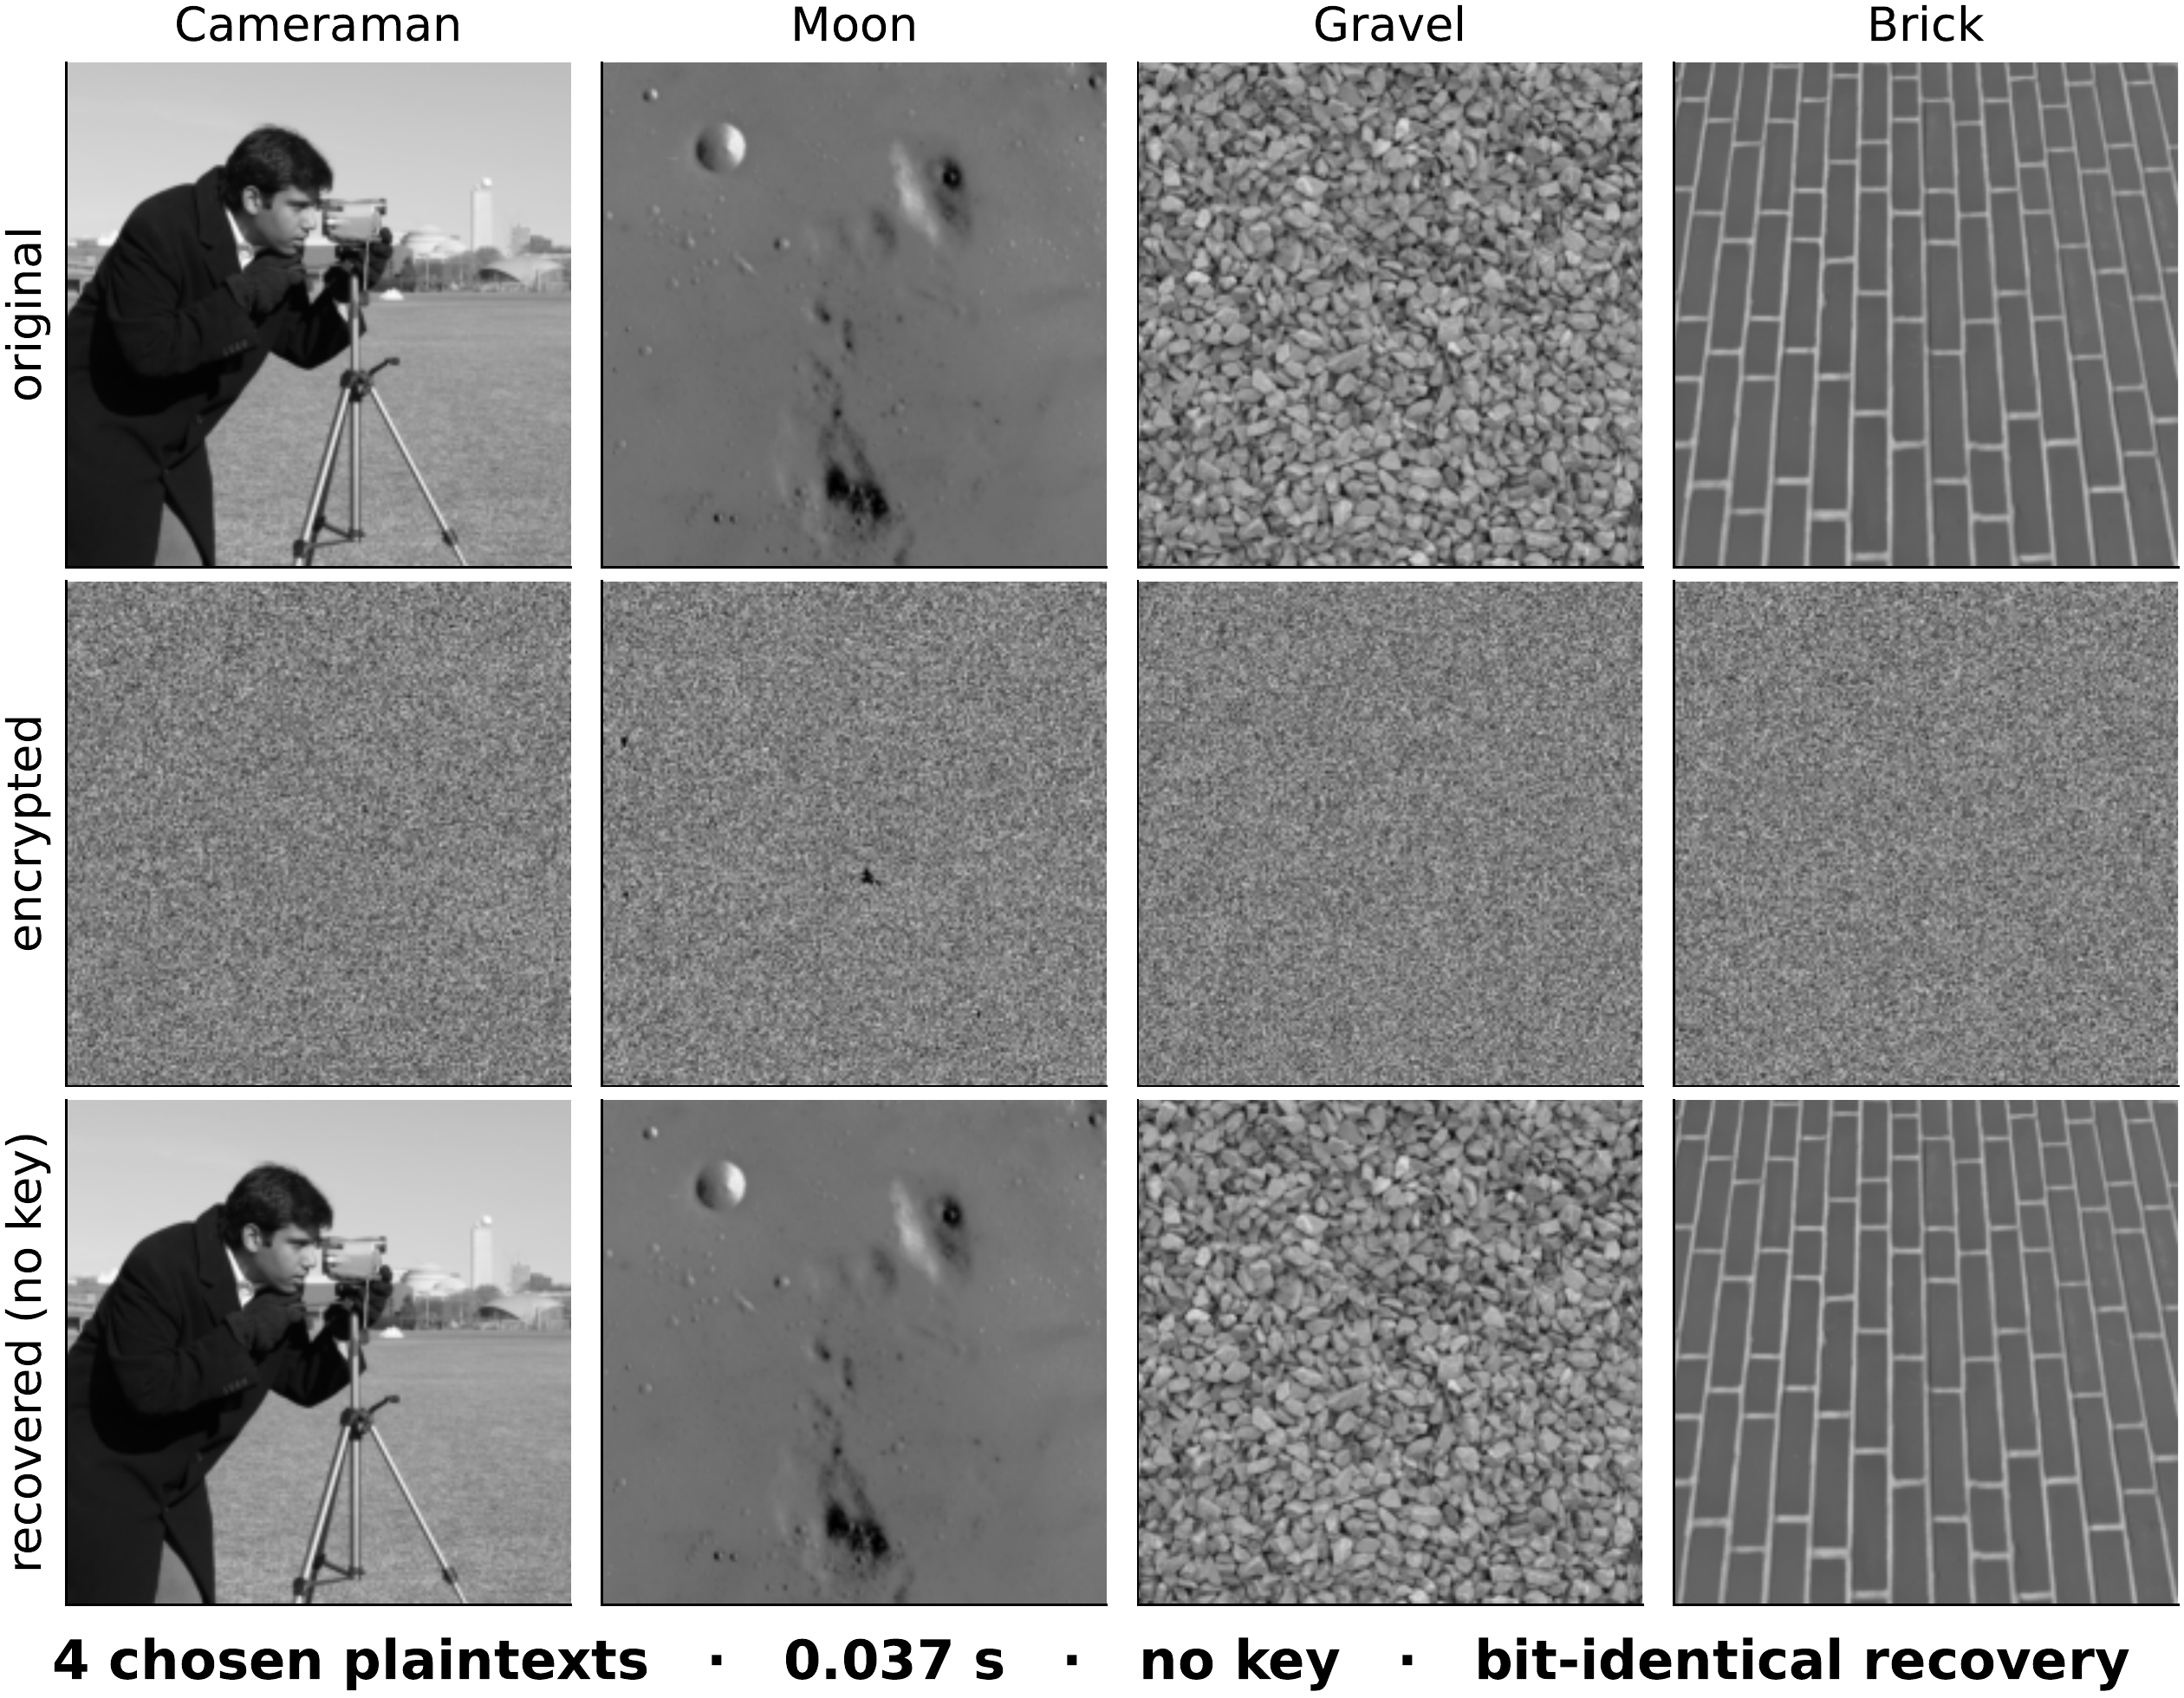 Cameraman Moon Gravel Brick
original
encrypted
recovered (no key)
4 chosen plaintexts · 0.037 s · no key · bit-identical recovery